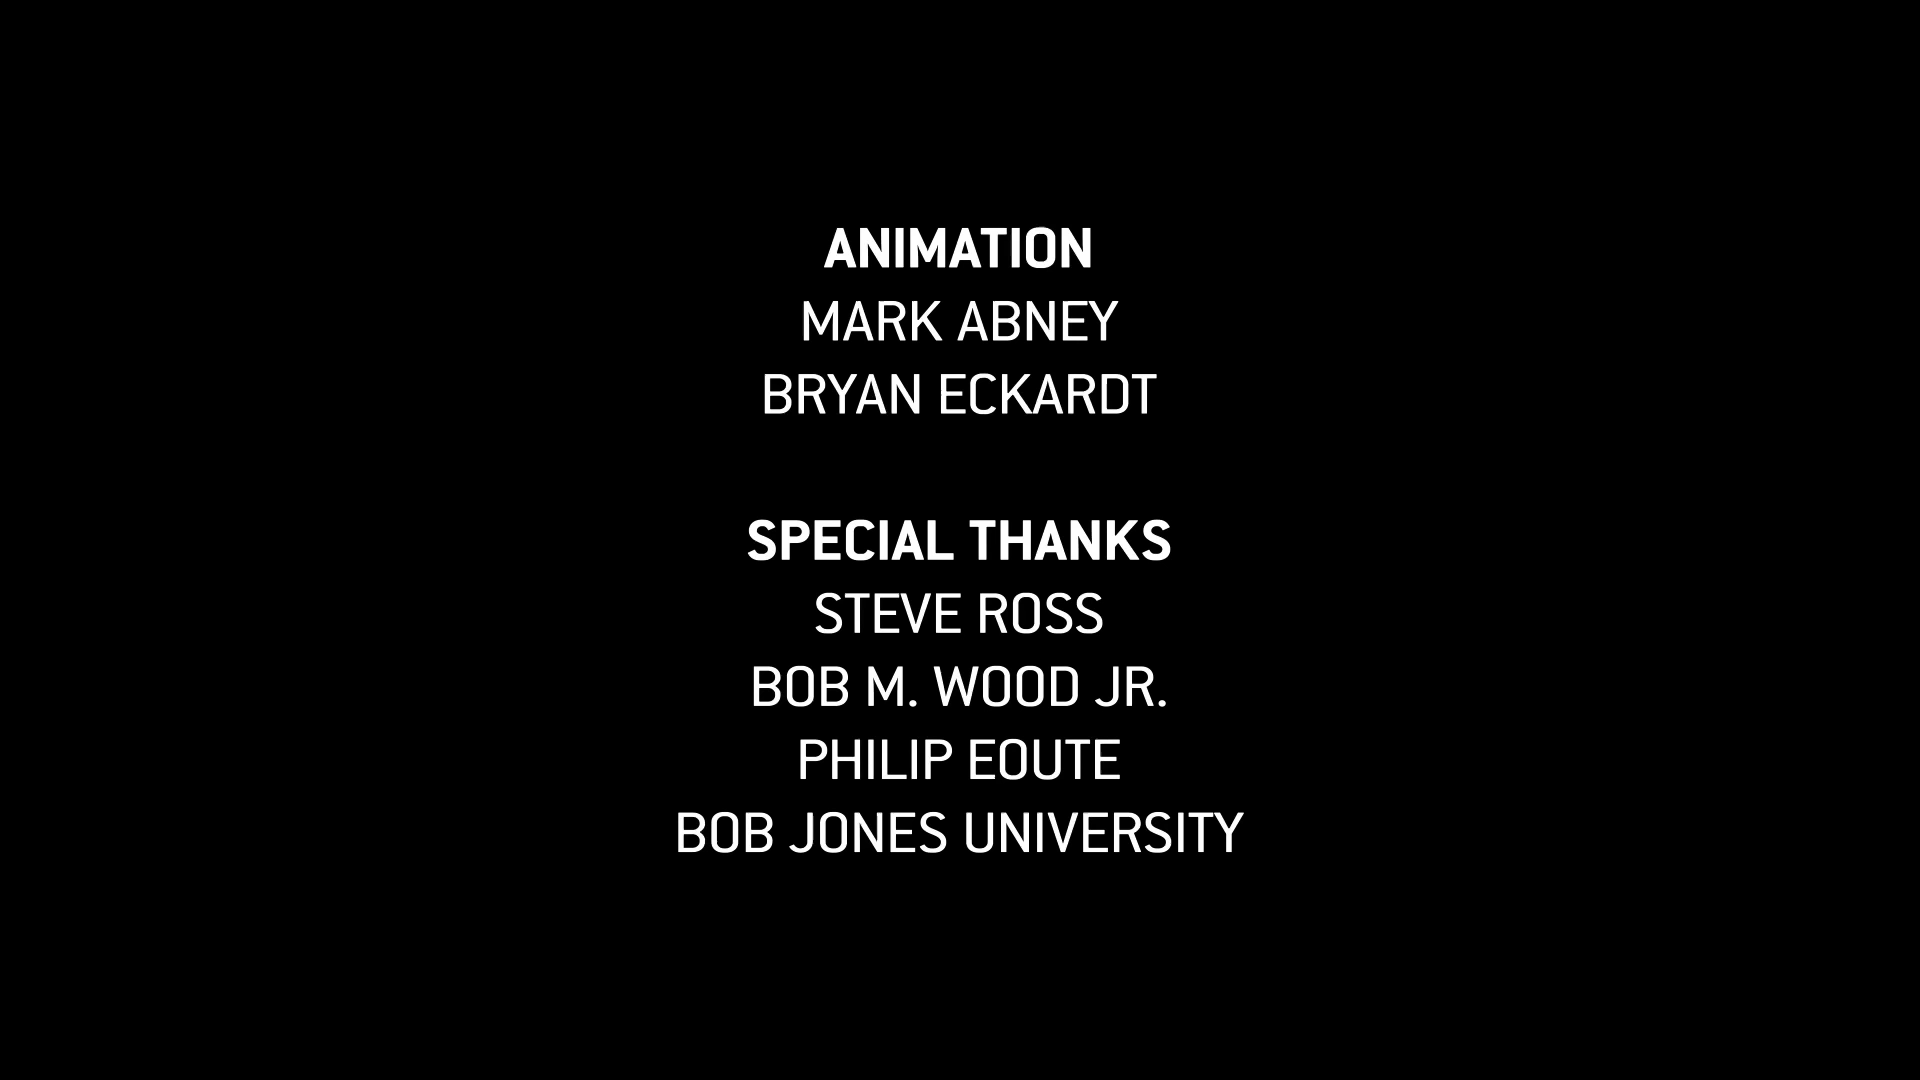 ANIMATION
MARK ABNEY
BRYAN ECKARDT
SPECIAL THANKS
STEVE ROSS
BOB M. WOOD JR.
PHILIP EOUTE
BOB JONES UNIVERSITY